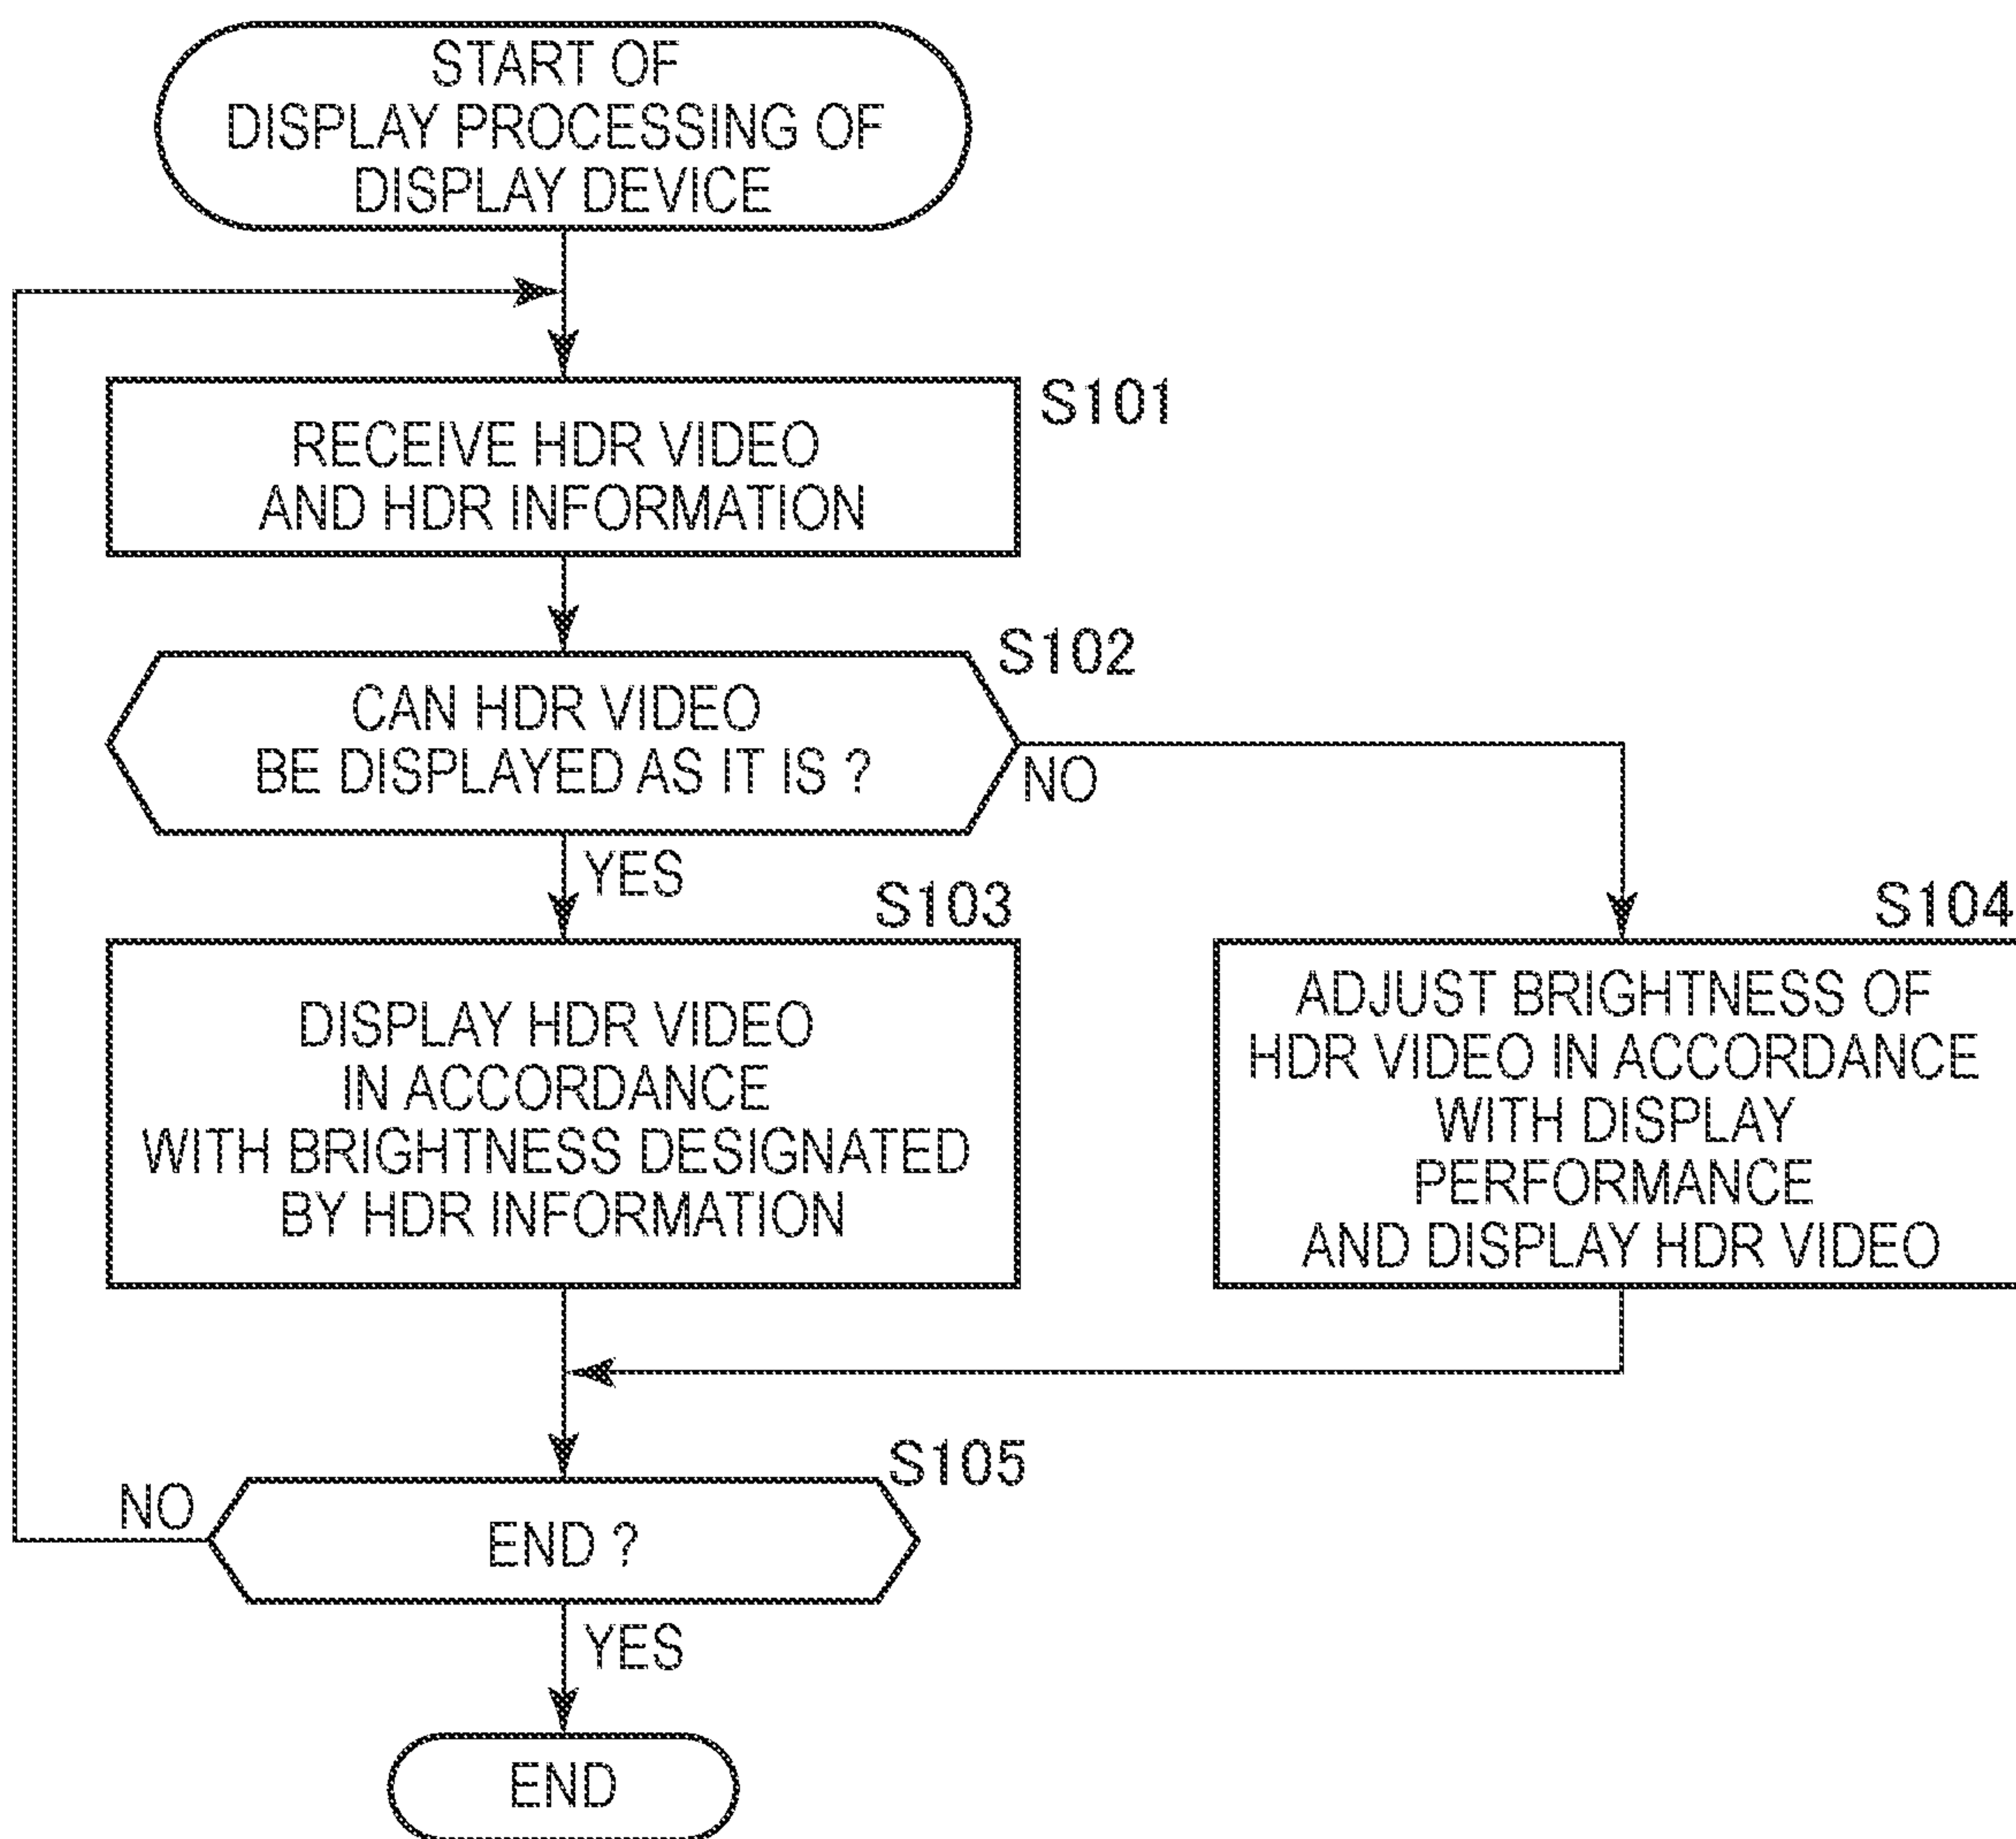 START OF
DISPLAY PROCESSING OF
DISPLAY DEVICE
S101
RECEIVE HDR VIDEO
AND HDR INFORMATION
S102
CAN HDR VIDEO
BE DISPLAYED AS IT IS ?
NO
YES
S103
DISPLAY HDR VIDEO
IN ACCORDANCE
WITH BRIGHTNESS DESIGNATED
BY HDR INFORMATION
S104
ADJUST BRIGHTNESS OF
HDR VIDEO IN ACCORDANCE
WITH DISPLAY
PERFORMANCE
AND DISPLAY HDR VIDEO
S105
NO
END ?
YES
END